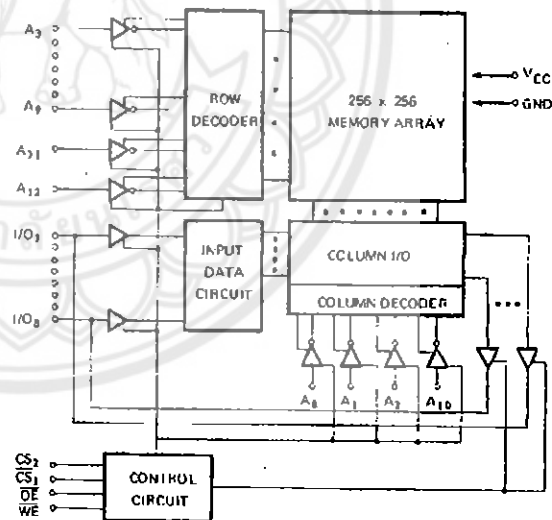 A3
ROW
DECODER
256 x 256
MEMORY ARRAY
VCC
GND
A9
A11
A12
I/O1
INPUT
DATA
CIRCUIT
COLUMN I/O
COLUMN DECODER
I/O8
A0
A1
A2
A10
CS2
CS1
OE
WE
CONTROL
CIRCUIT